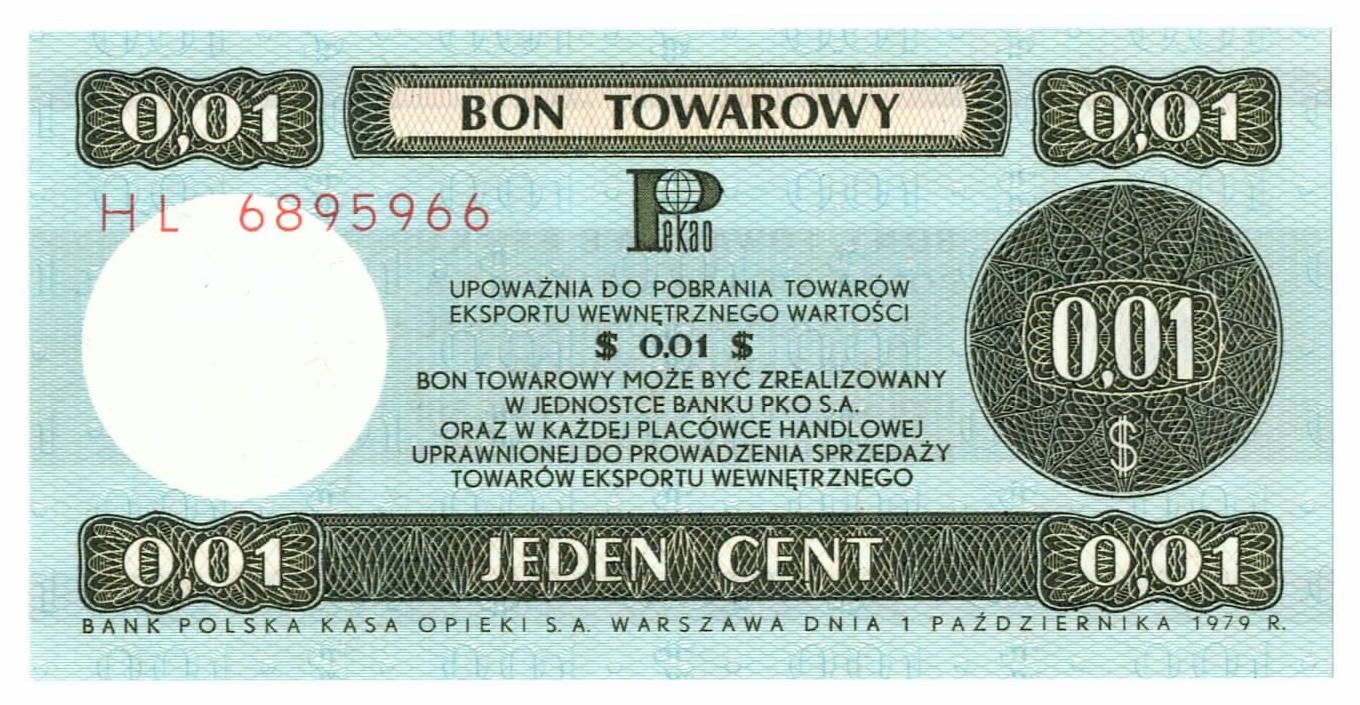 0,01 BON TOWAROWY 0,01
HL 6895966
Pekao
UPOWAŻNIA DO POBRANIA TOWARÓW
EKSPORTU WEWNĘTRZNEGO WARTOŚCI
$ 0.01 $
BON TOWAROWY MOŻE BYĆ ZREALIZOWANY
W JEDNOSTCE BANKU PKO S.A.
ORAZ W KAŻDEJ PLACÓWCE HANDLOWEJ
UPRAWNIONEJ DO PROWADZENIA SPRZEDAŻY
TOWARÓW EKSPORTU WEWNĘTRZNEGO
0,01
$
0,01 JEDEN CENT 0,01
BANK POLSKA KASA OPIEKI S.A. WARSZAWA DNIA 1 PAŹDZIERNIKA 1979 R.